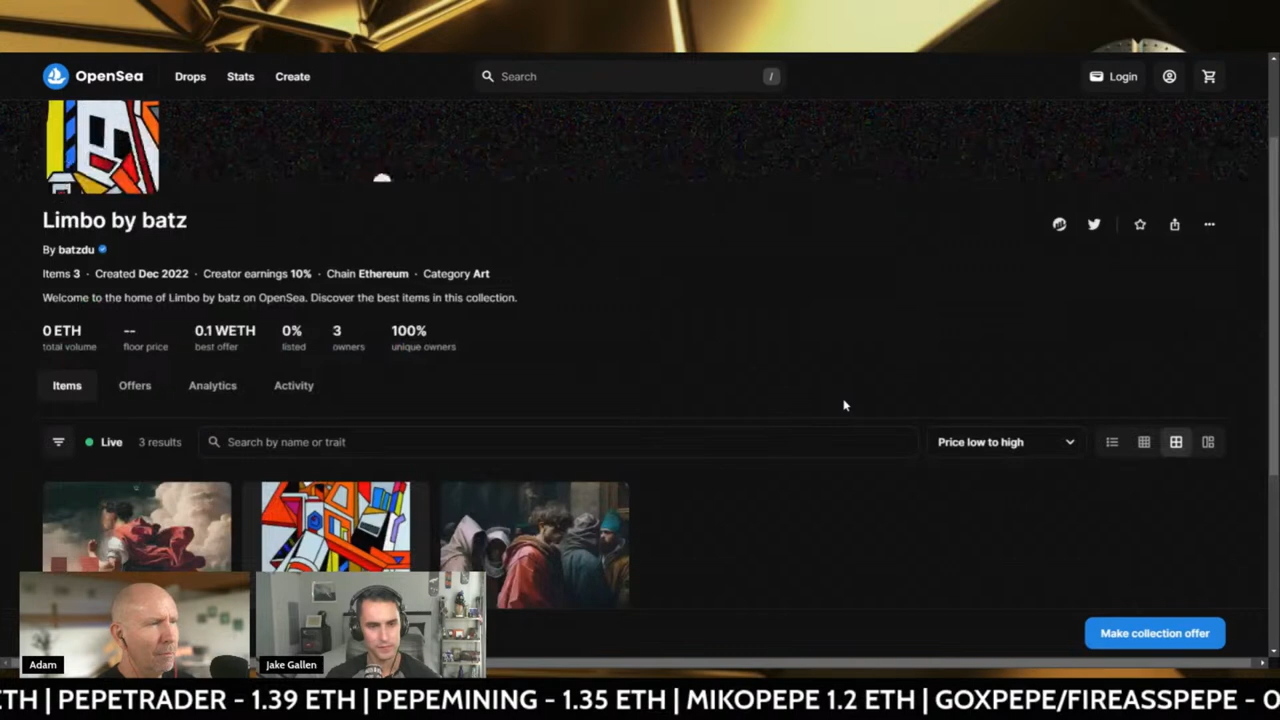 OpenSea Drops Stats Create Search / Login
Limbo by batz
By batzdu
Items 3 · Created Dec 2022 · Creator earnings 10% · Chain Ethereum · Category Art
Welcome to the home of Limbo by batz on OpenSea. Discover the best items in this collection.
0 ETH -- 0.1 WETH 0% 3 100%
total volume floor price best offer listed owners unique owners
Items Offers Analytics Activity
Live 3 results Search by name or trait Price low to high
Make collection offer
Adam Jake Gallen
ETH | PEPETRADER - 1.39 ETH | PEPEMINING - 1.35 ETH | MIKOPEPE 1.2 ETH | GOXPEPE/FIREASSPEPE - 0